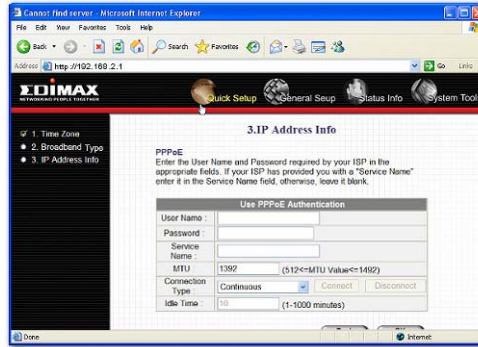 Cannot find server - Microsoft Internet Explorer
File Edit View Favorites Tools Help
Back Search Favorites
Address http://192.168.2.1 Go Links
EDIMAX
NETWORKING PEOPLE TOGETHER
Quick Setup General Seup Status Info System Tool
1. Time Zone
2. Broadband Type
3. IP Address Info
3.IP Address Info
PPPoE
Enter the User Name and Password required by your ISP in the
appropriate fields. If your ISP has provided you with a "Service Name"
enter it in the Service Name field, otherwise, leave it blank.
Use PPPoE Authentication
User Name :
Password :
Service
Name :
MTU 1392 (512<=MTU Value<=1492)
Connection
Type : Continuous Connect Disconnect
Idle Time : 10 (1-1000 minutes)
Done Internet